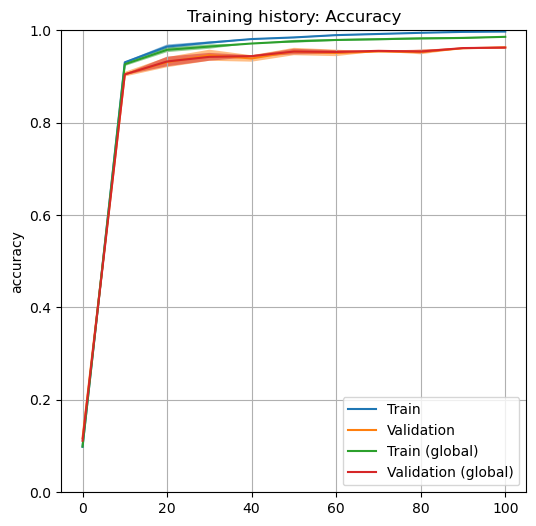 Training history: Accuracy
1.0
0.8
0.6
0.4
0.2
0.0
accuracy
Train
Validation
Train (global)
Validation (global)
0 20 40 60 80 100